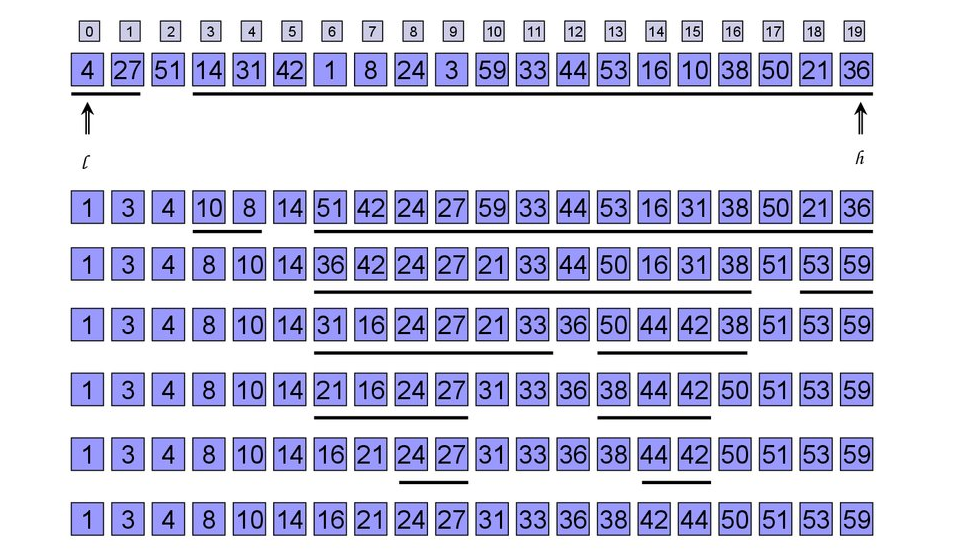 0 1 2 3 4 5 6 7 8 9 10 11 12 13 14 15 16 17 18 19
4 27 51 14 31 42 1 8 24 3 59 33 44 53 16 10 38 50 21 36
l h
1 3 4 10 8 14 51 42 24 27 59 33 44 53 16 31 38 50 21 36
1 3 4 8 10 14 36 42 24 27 21 33 44 50 16 31 38 51 53 59
1 3 4 8 10 14 31 16 24 27 21 33 36 50 44 42 38 51 53 59
1 3 4 8 10 14 21 16 24 27 31 33 36 38 44 42 50 51 53 59
1 3 4 8 10 14 16 21 24 27 31 33 36 38 44 42 50 51 53 59
1 3 4 8 10 14 16 21 24 27 31 33 36 38 42 44 50 51 53 59